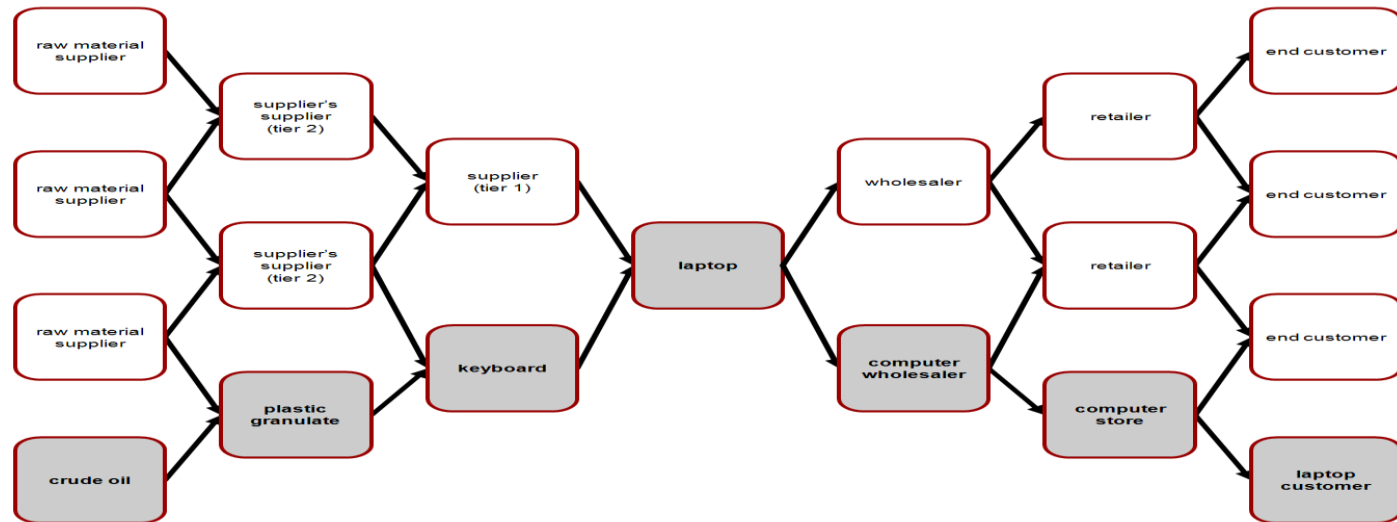 raw material
supplier
raw material
supplier
raw material
supplier
crude oil
supplier's
supplier
(tier 2)
supplier's
supplier
(tier 2)
plastic
granulate
supplier
(tier 1)
keyboard
laptop
wholesaler
computer
wholesaler
retailer
retailer
computer
store
end customer
end customer
end customer
laptop
customer